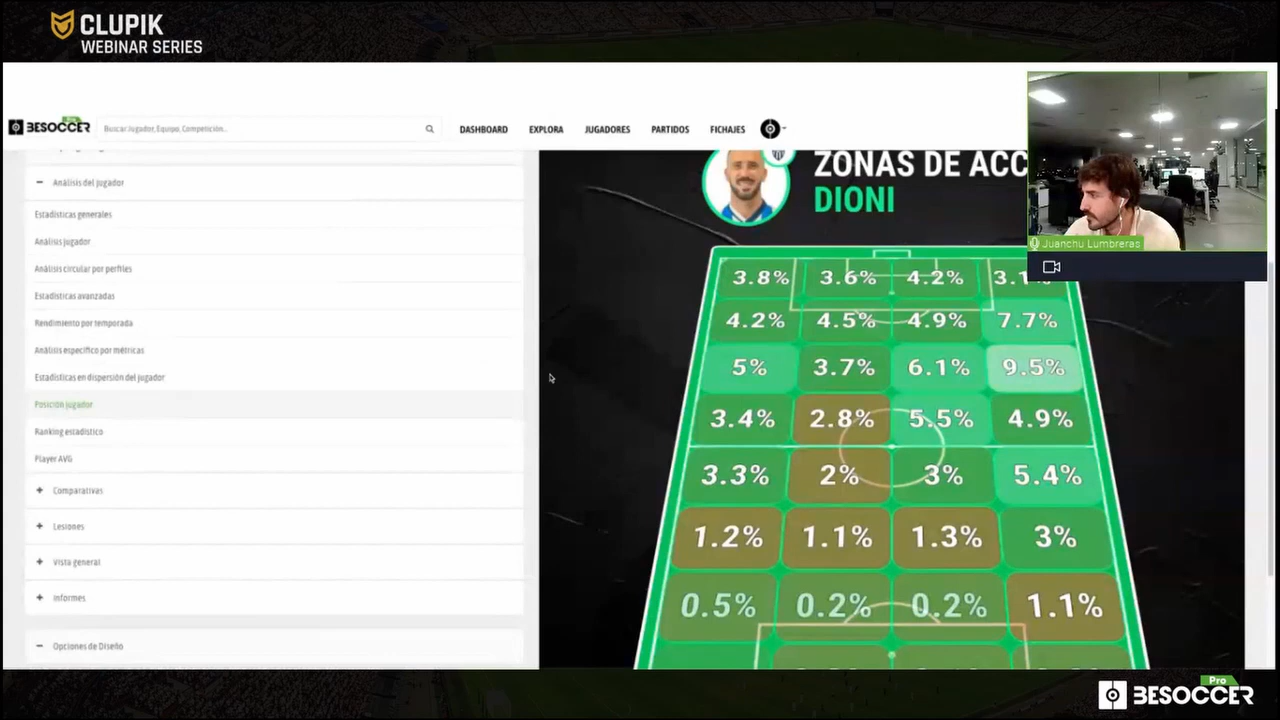 CLUPIK
WEBINAR SERIES
BESOCCER Pro
Buscar Jugador, Equipo, Competición...
DASHBOARD
EXPLORA
JUGADORES
PARTIDOS
FICHAJES
Análisis del jugador
Estadísticas generales
Análisis jugador
Análisis circular por perfiles
Estadísticas avanzadas
Rendimiento por temporada
Análisis específico por métricas
Estadísticas en dispersión del jugador
Posición jugador
Ranking estadístico
Player AVG
Comparativas
Lesiones
Vista general
Informes
Opciones de Diseño
ZONAS DE ACC
DIONI
Juanchu Lumbreras
3.8% 3.6% 4.2%
4.2% 4.5% 4.9% 7.7%
5% 3.7% 6.1% 9.5%
3.4% 2.8% 5.5% 4.9%
3.3% 2% 3% 5.4%
1.2% 1.1% 1.3% 3%
0.5% 0.2% 0.2% 1.1%
BESOCCER Pro